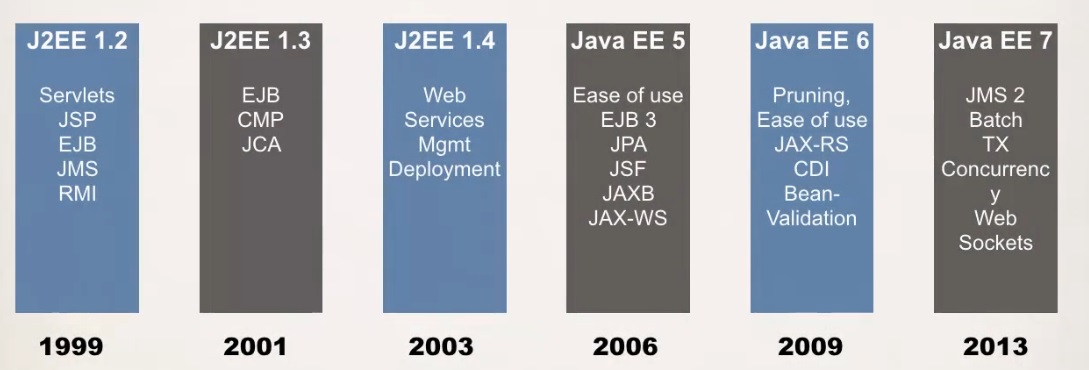 J2EE 1.2
Servlets
JSP
EJB
JMS
RMI
1999
J2EE 1.3
EJB
CMP
JCA
2001
J2EE 1.4
Web
Services
Mgmt
Deployment
2003
Java EE 5
Ease of use
EJB 3
JPA
JSF
JAXB
JAX-WS
2006
Java EE 6
Pruning,
Ease of use
JAX-RS
CDI
Bean-
Validation
2009
Java EE 7
JMS 2
Batch
TX
Concurrenc
y
Web
Sockets
2013